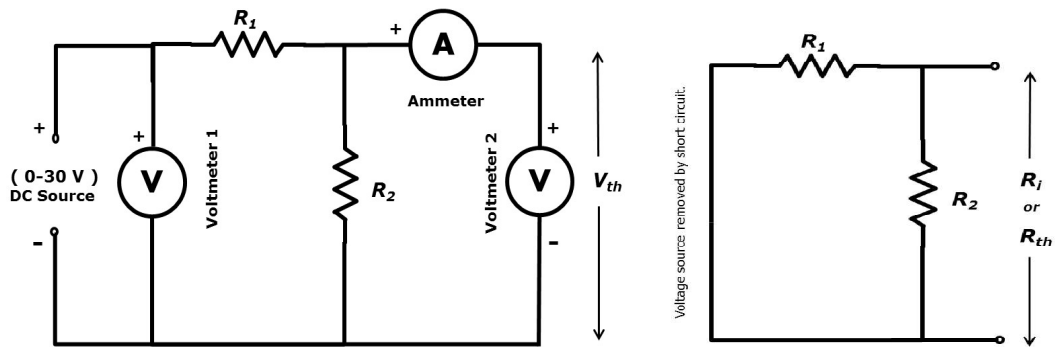 R1
+
A
Ammeter
+
( 0-30 V )
DC Source
-
+
V
Voltmeter 1
R2
Voltmeter 2
+
V
-
Vth
Voltage source removed by short circuit.
R1
R2
Ri
or
Rth